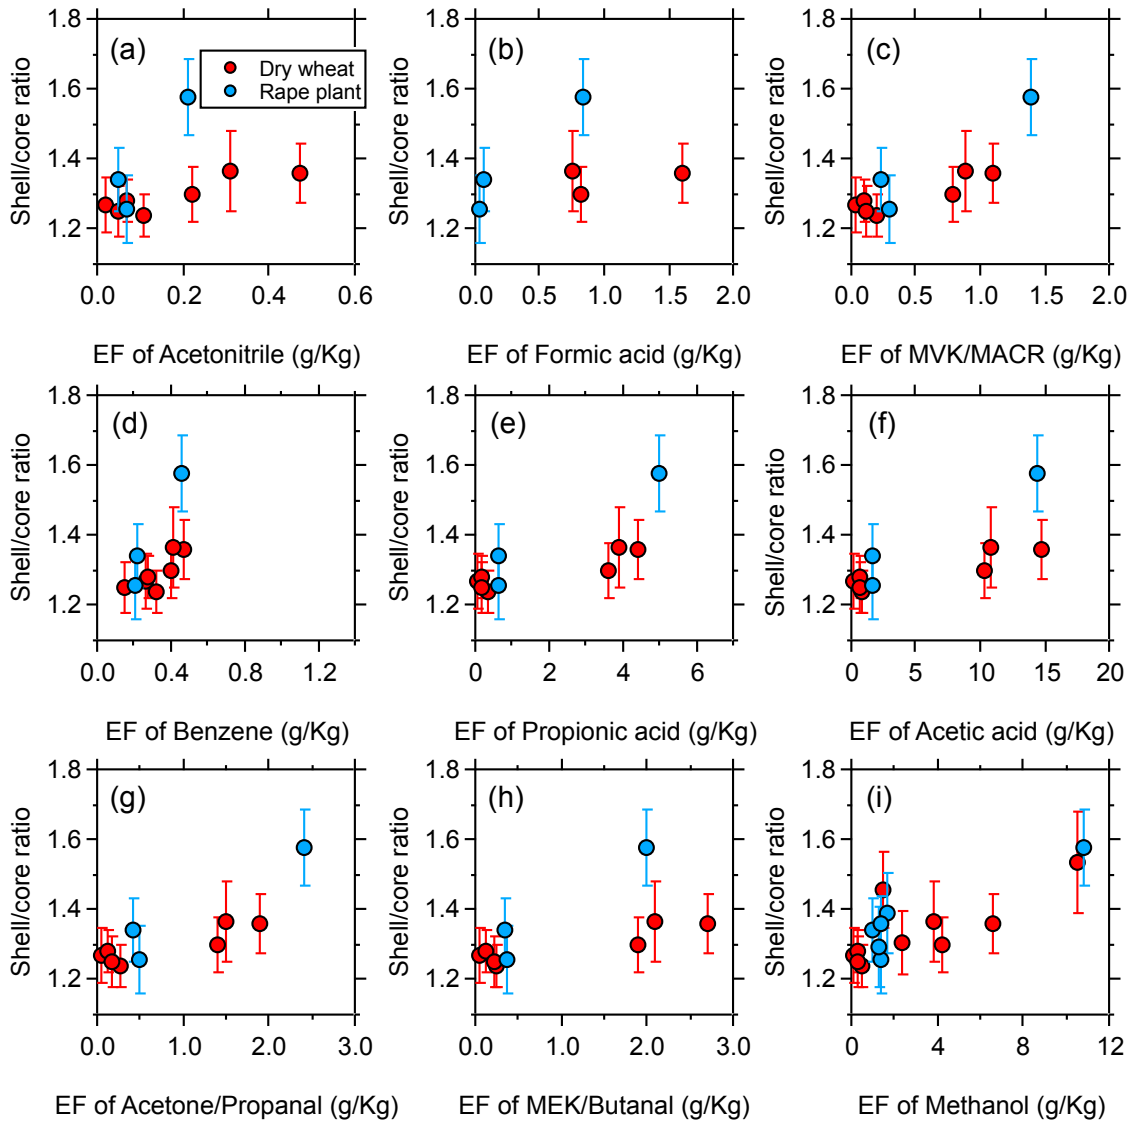 1.8
1.6
1.4
1.2
Shell/core ratio
(a)
Dry wheat
Rape plant
0.0 0.2 0.4 0.6
EF of Acetonitrile (g/Kg)
1.8
1.6
1.4
1.2
Shell/core ratio
(b)
0.0 0.5 1.0 1.5 2.0
EF of Formic acid (g/Kg)
1.8
1.6
1.4
1.2
Shell/core ratio
(c)
0.0 0.5 1.0 1.5 2.0
EF of MVK/MACR (g/Kg)
1.8
1.6
1.4
1.2
Shell/core ratio
(d)
0.0 0.4 0.8 1.2
EF of Benzene (g/Kg)
1.8
1.6
1.4
1.2
Shell/core ratio
(e)
0 2 4 6
EF of Propionic acid (g/Kg)
1.8
1.6
1.4
1.2
Shell/core ratio
(f)
0 5 10 15 20
EF of Acetic acid (g/Kg)
1.8
1.6
1.4
1.2
Shell/core ratio
(g)
0.0 1.0 2.0 3.0
EF of Acetone/Propanal (g/Kg)
1.8
1.6
1.4
1.2
Shell/core ratio
(h)
0.0 1.0 2.0 3.0
EF of MEK/Butanal (g/Kg)
1.8
1.6
1.4
1.2
Shell/core ratio
(i)
0 4 8 12
EF of Methanol (g/Kg)